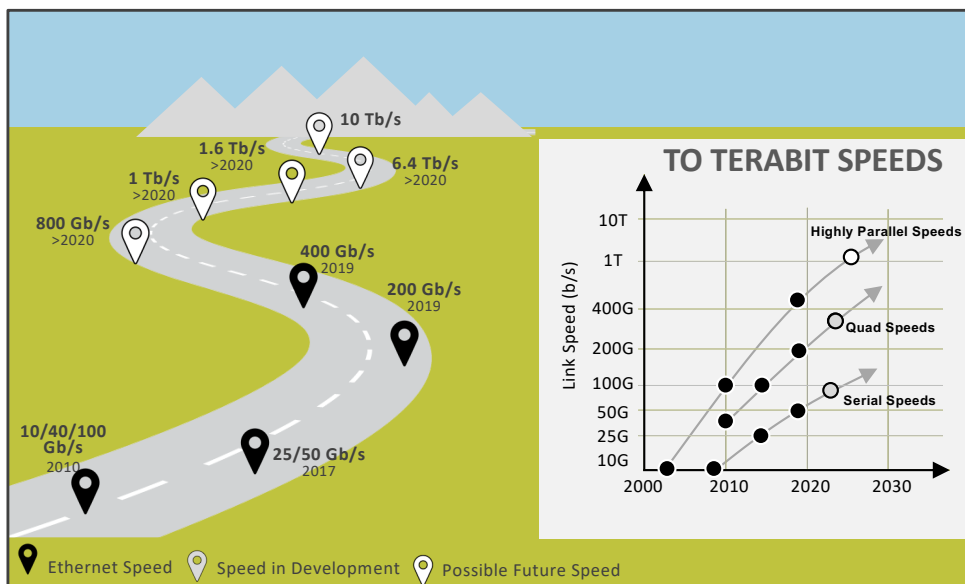 10 Tb/s
1.6 Tb/s
>2020
6.4 Tb/s
>2020
1 Tb/s
>2020
800 Gb/s
>2020
400 Gb/s
2019
200 Gb/s
2019
10/40/100
Gb/s
2010
25/50 Gb/s
2017
Ethernet Speed
Speed in Development
Possible Future Speed
TO TERABIT SPEEDS
Link Speed (b/s)
10T
1T
400G
200G
100G
50G
25G
10G
2000
2010
2020
2030
Highly Parallel Speeds
Quad Speeds
Serial Speeds